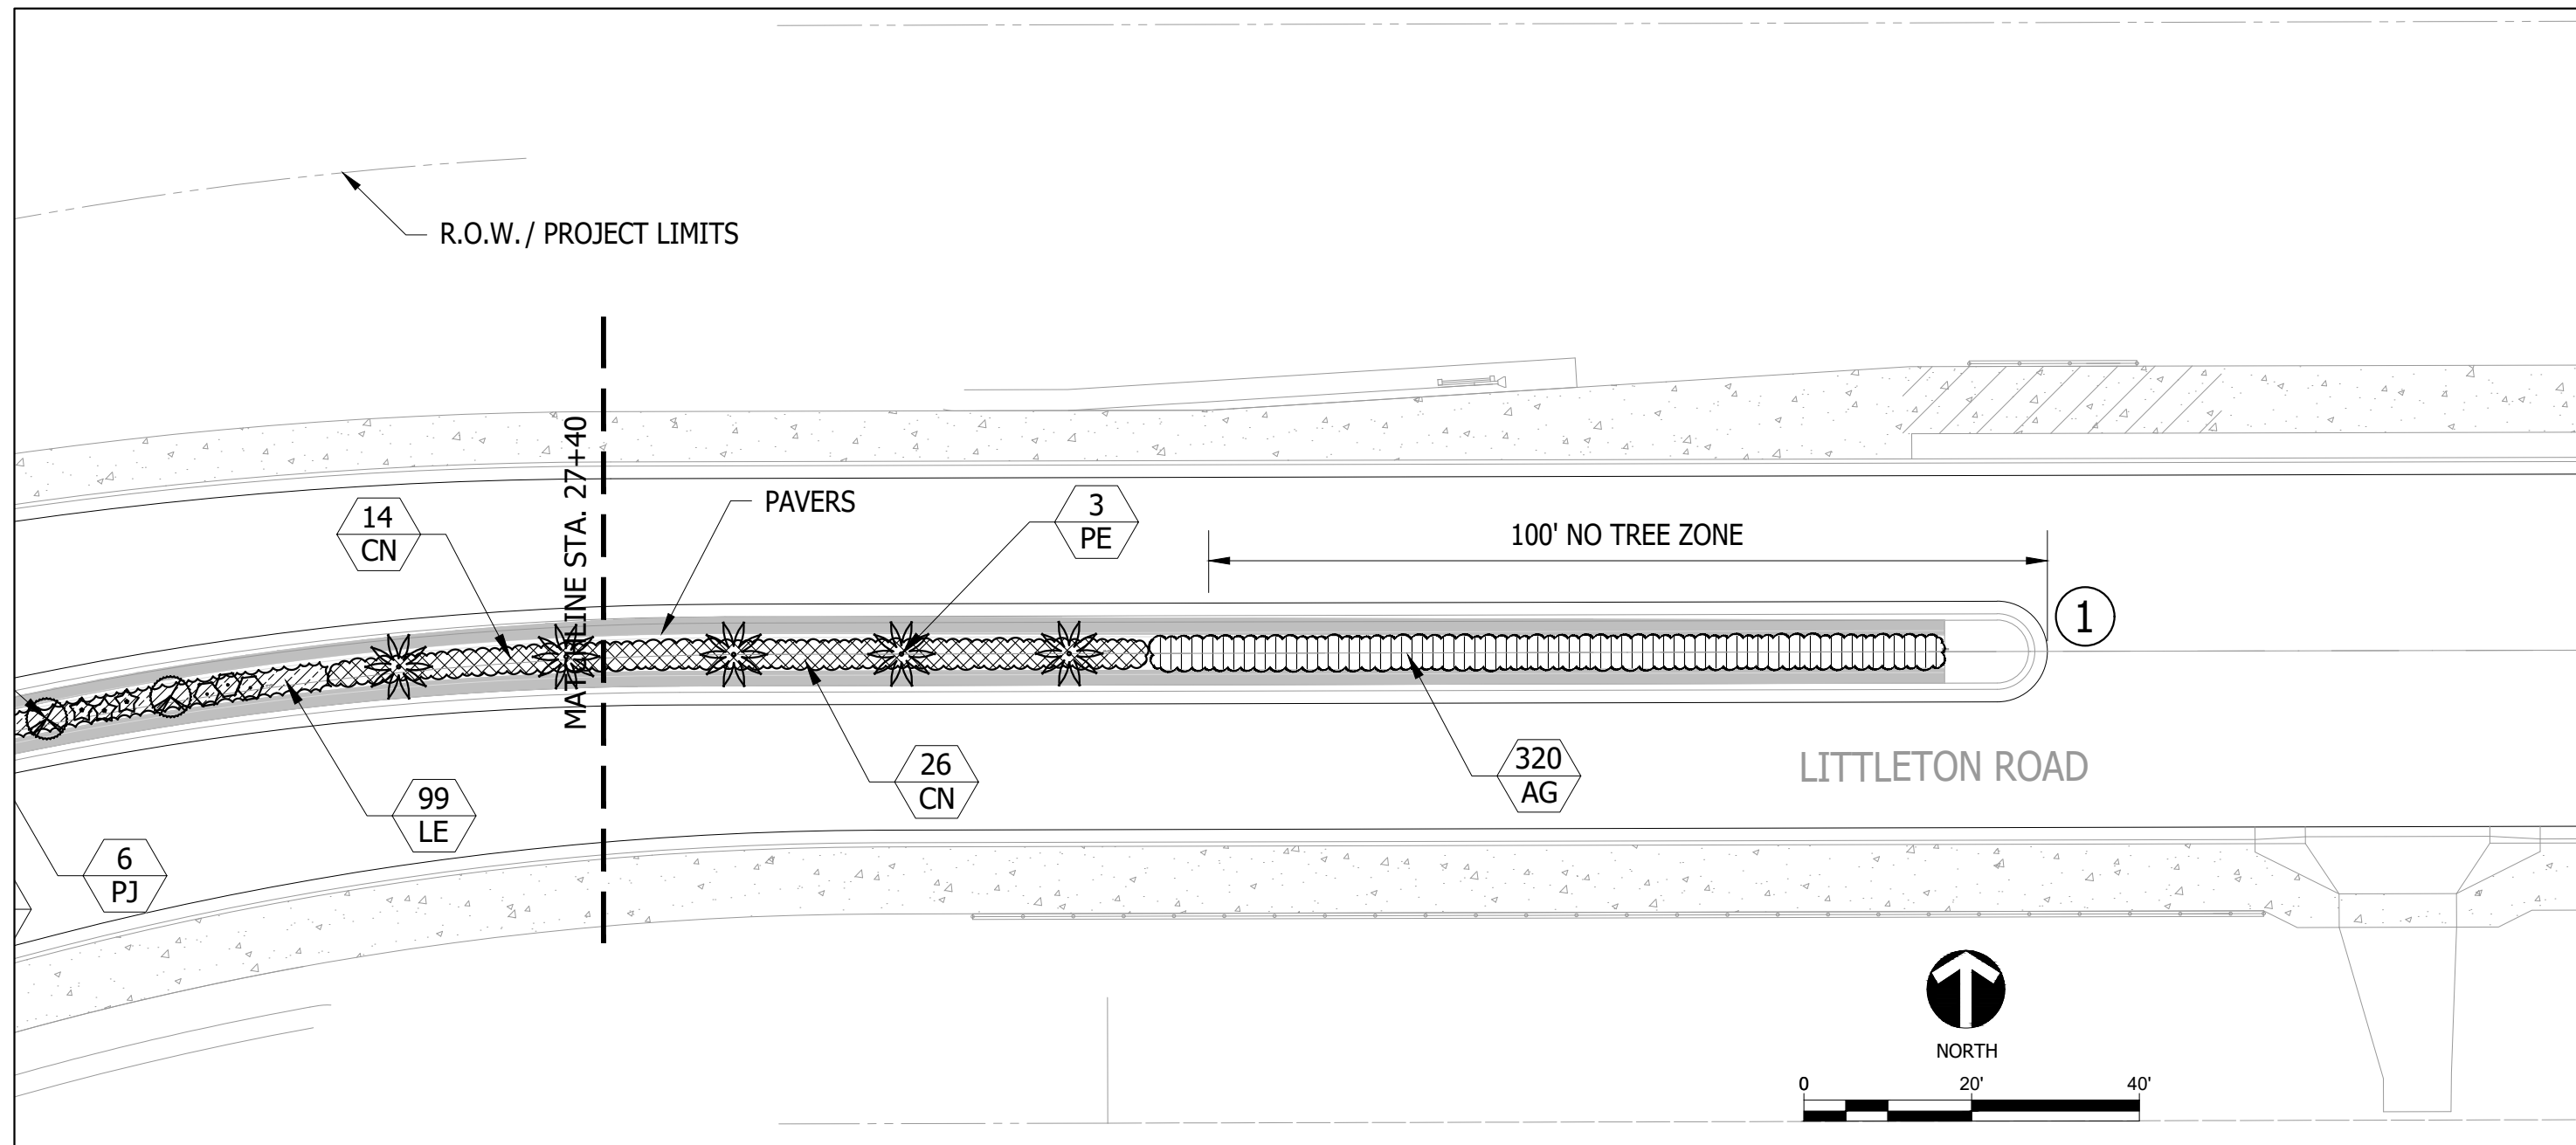 R.O.W. / PROJECT LIMITS
MATCHLINE STA. 27+40
14
CN
PAVERS
3
PE
100' NO TREE ZONE
1
99
LE
26
CN
320
AG
LITTLETON ROAD
6
PJ
NORTH
0 20' 40'